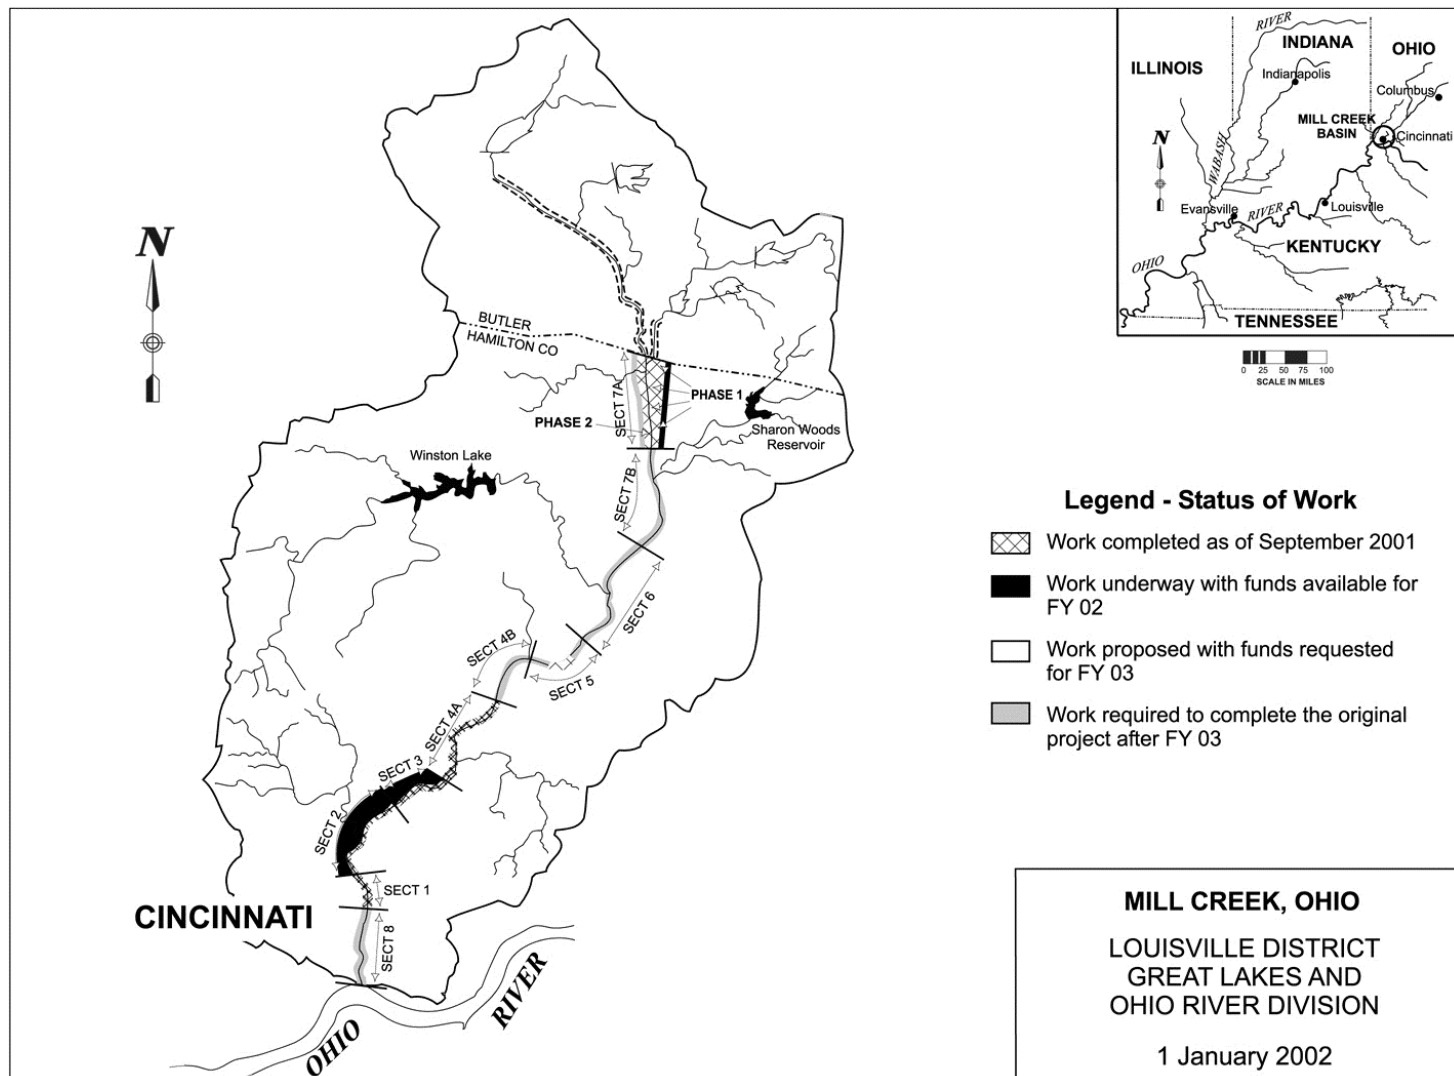 N
BUTLER
HAMILTON CO
SECT 7A
PHASE 1
PHASE 2
Sharon Woods
Reservoir
Winston Lake
SECT 7B
SECT 6
SECT 4B
SECT 5
SECT 4A
SECT 3
SECT 2
SECT 1
CINCINNATI
SECT 8
OHIO
RIVER
RIVER
INDIANA
OHIO
ILLINOIS
Indianapolis
Columbus
MILL CREEK
BASIN
Cincinnati
N
WABASH
Evansville
RIVER
Louisville
KENTUCKY
OHIO
TENNESSEE
0 25 50 75 100
SCALE IN MILES
Legend - Status of Work
Work completed as of September 2001
Work underway with funds available for
FY 02
Work proposed with funds requested
for FY 03
Work required to complete the original
project after FY 03
MILL CREEK, OHIO
LOUISVILLE DISTRICT
GREAT LAKES AND
OHIO RIVER DIVISION
1 January 2002